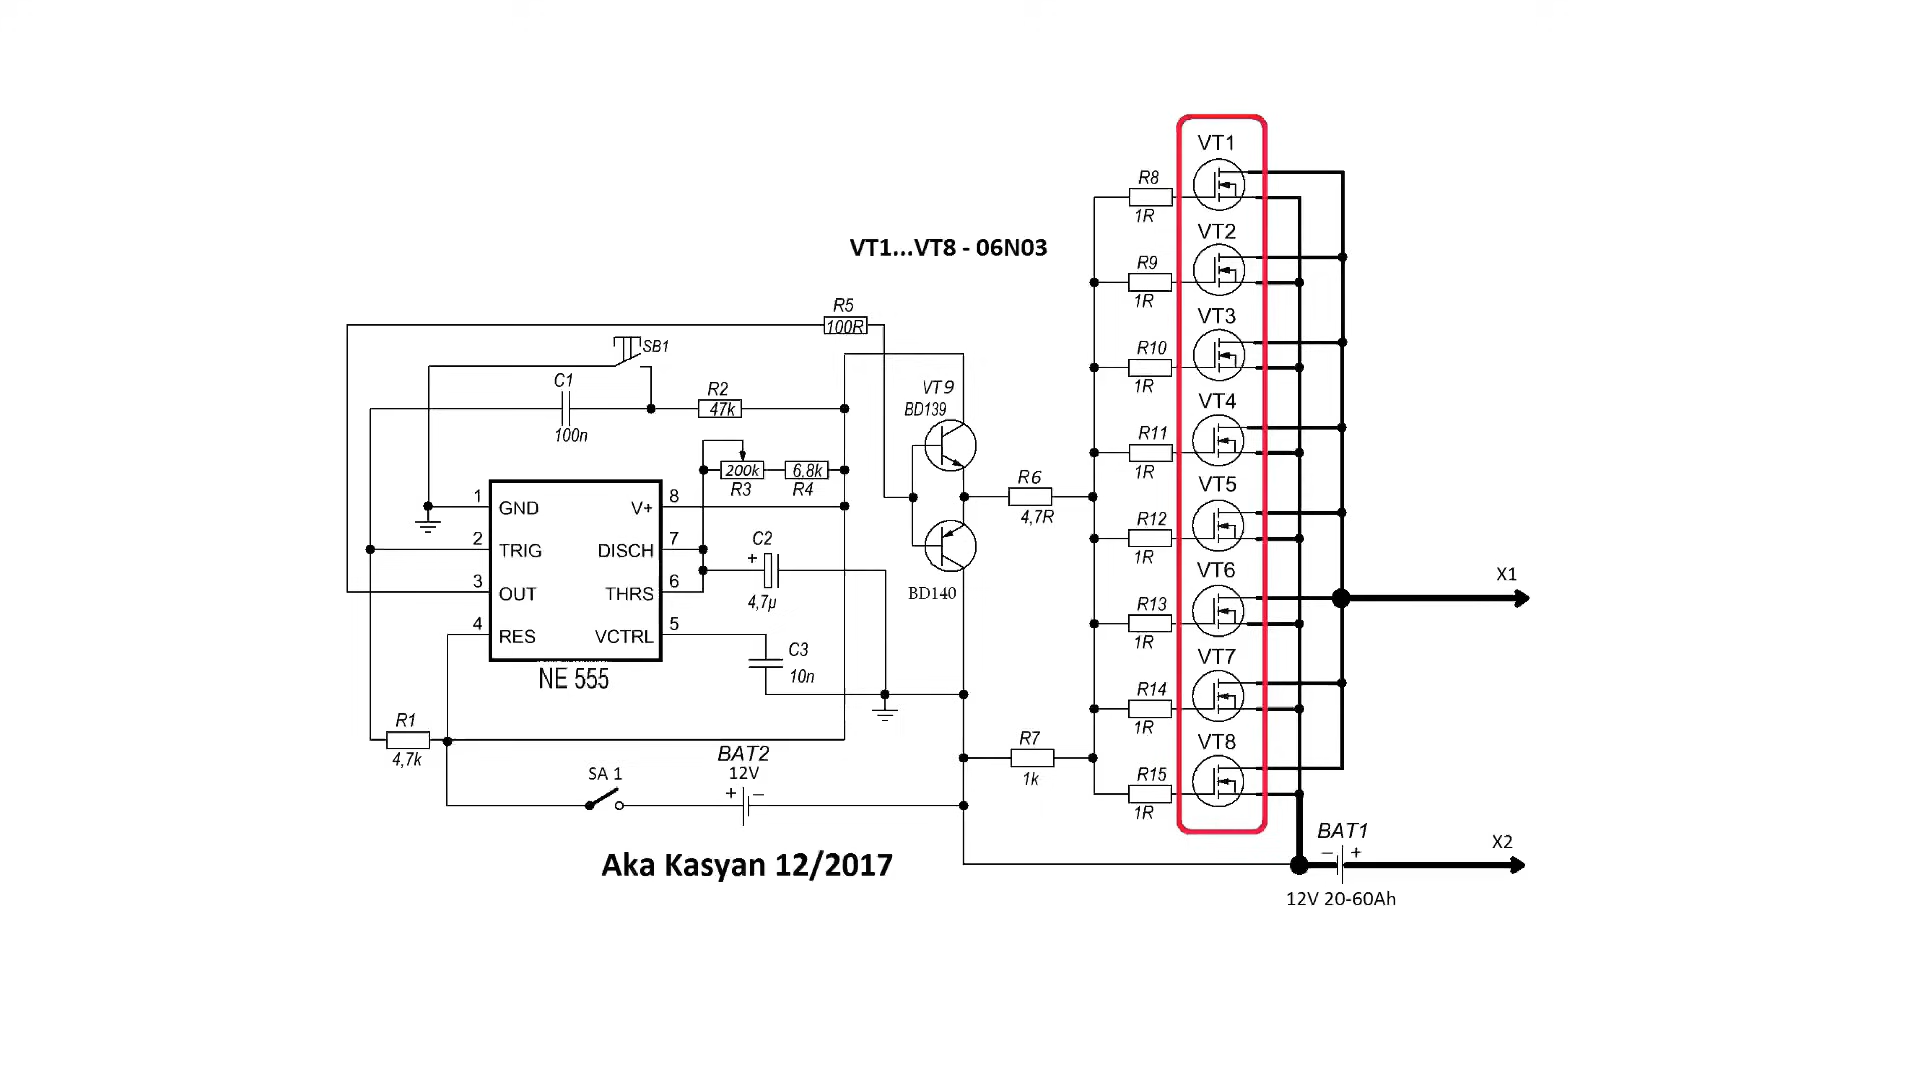 VT1
R8
1R
VT2
VT1...VT8 - 06N03
R9
1R
R5
100R
VT3
SB1
R10
1R
C1
R2
47k
100n
VT9
BD139
VT4
R11
1R
200k
6,8k
R3
R4
R6
4,7R
VT5
R12
1R
1
GND
V+
8
2
TRIG
DISCH
7
3
OUT
THRS
6
4
RES
VCTRL
5
NE 555
C2
+
4,7µ
BD140
VT6
R13
1R
X1
C3
10n
VT7
R14
1R
R1
4,7k
R7
1k
VT8
R15
1R
BAT2
12V
+ −
SA 1
BAT1
− +
X2
12V 20-60Ah
Aka Kasyan 12/2017